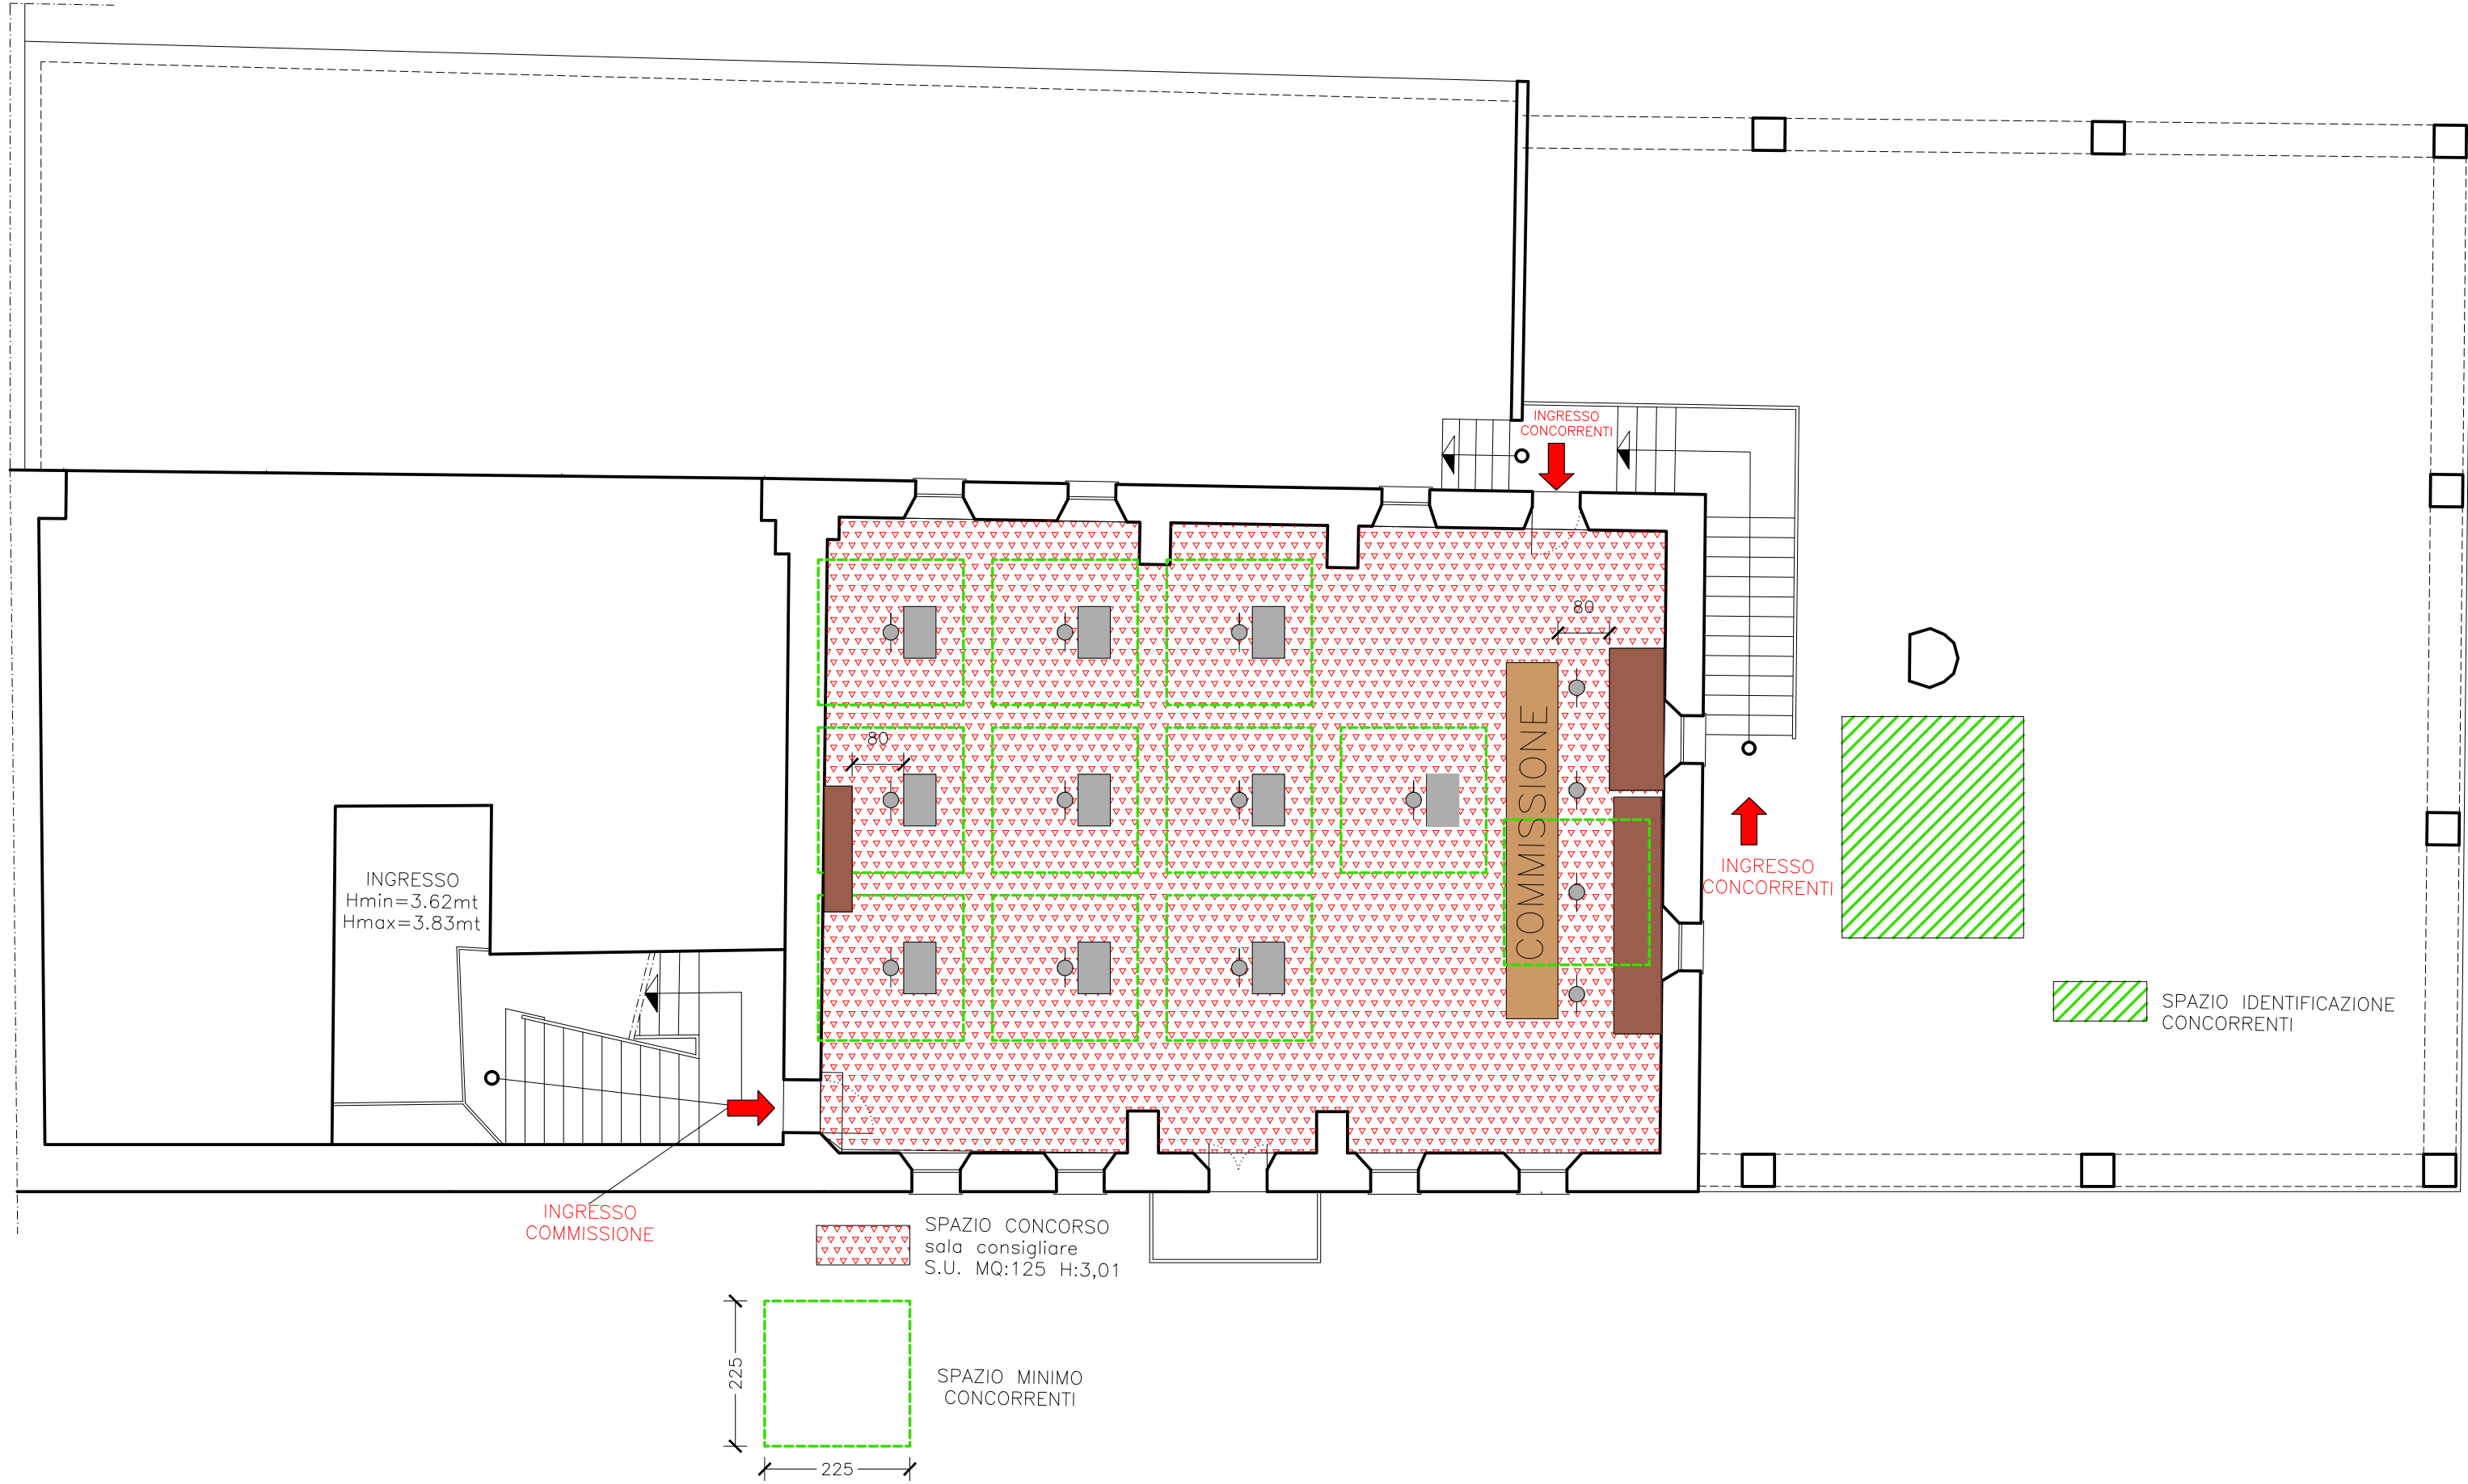 INGRESSO
CONCORRENTI
80
COMMISSIONE
80
INGRESSO
Hmin=3.62mt
Hmax=3.83mt
INGRESSO
CONCORRENTI
SPAZIO IDENTIFICAZIONE
CONCORRENTI
INGRESSO
COMMISSIONE
SPAZIO CONCORSO
sala consigliare
S.U. MQ:125 H:3,01
225
SPAZIO MINIMO
CONCORRENTI
225